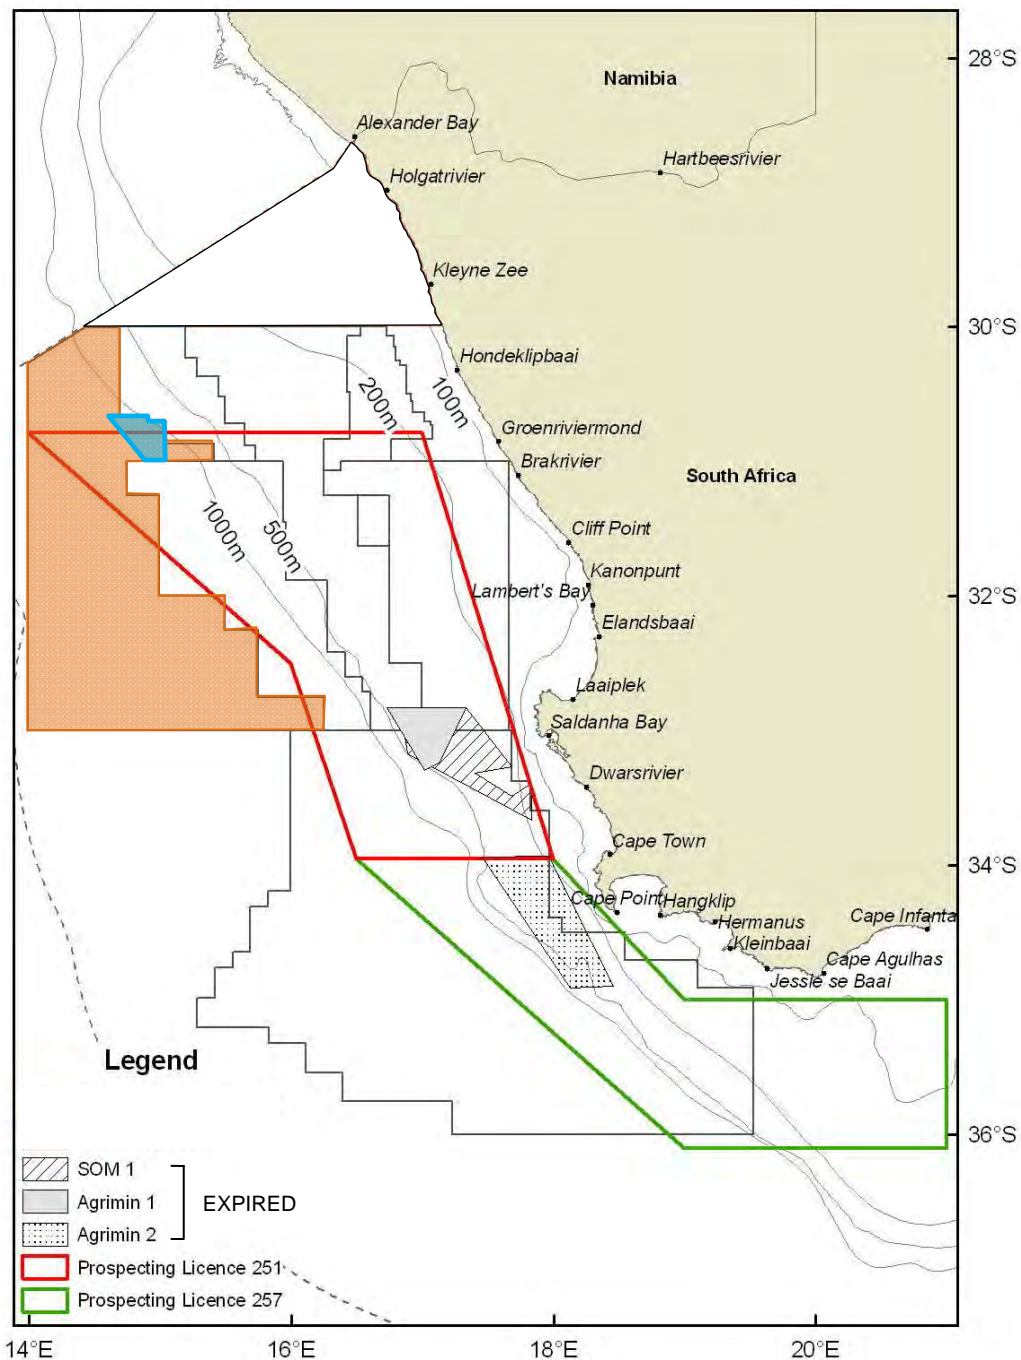 28°S
Namibia
Alexander Bay
Hartbeesrivier
Holgatrivier
Kleyne Zee
30°S
Hondeklipbaai
200m
100m
Groenriviermond
Brakrivier
South Africa
1000m
500m
Cliff Point
Kanonpunt
Lambert's Bay
32°S
Elandsbaai
Laaiplek
Saldanha Bay
Dwarsrivier
Cape Town
34°S
Cape Point
Hangklip
Hermanus
Cape Infanta
Kleinbaai
Cape Agulhas
Jessie se Baai
Legend
36°S
SOM 1
Agrimin 1
EXPIRED
Agrimin 2
Prospecting Licence 251
Prospecting Licence 257
14°E
16°E
18°E
20°E